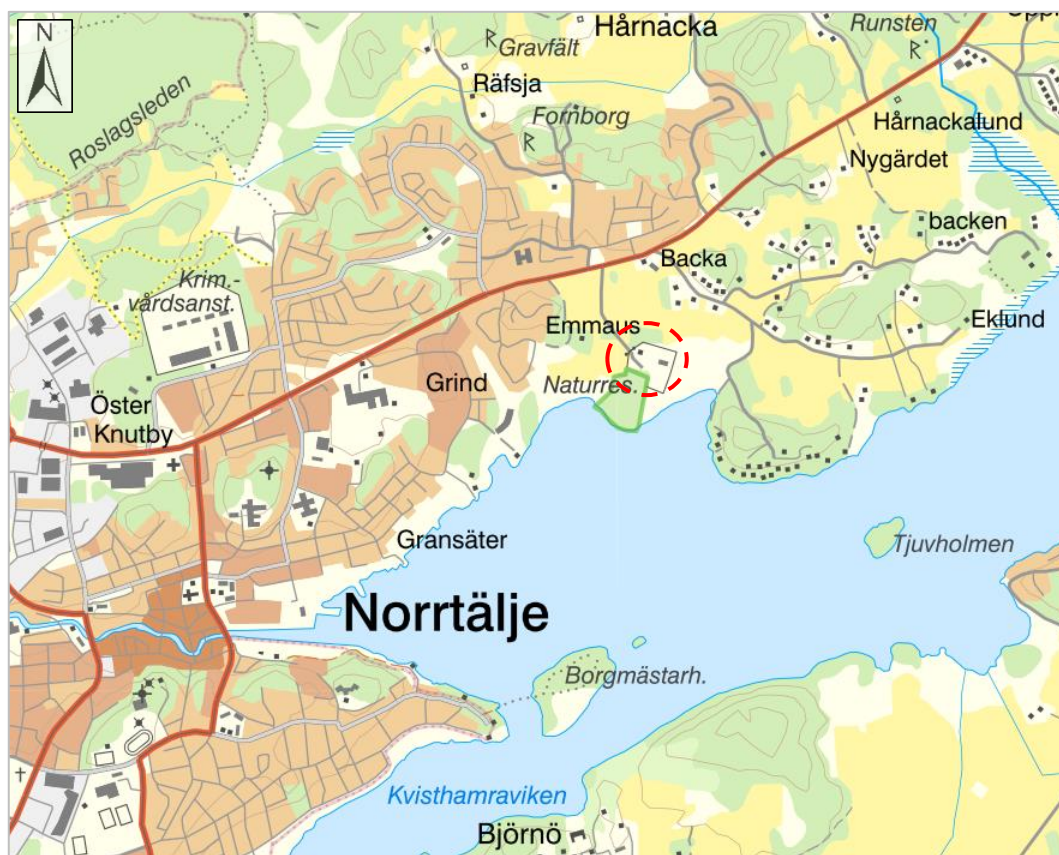 N
Hårnacka
Runsten
Gravfält
Räfsja
Roslagsleden
Fornborg
Hårnackalund
Nygärdet
backen
Backa
Krim.-
vårdsanst.
Emmaus
Eklund
Grind
Naturres.
Öster
Knutby
Gransäter
Tjuvholmen
Norrtälje
Borgmästarh.
Kvisthamraviken
Björnö